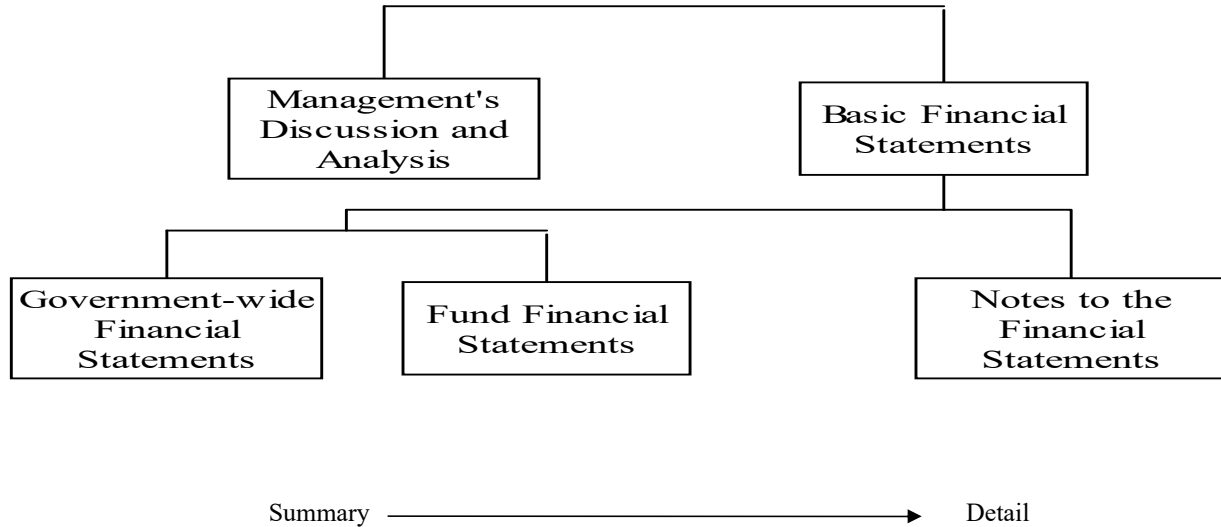 Management's
Discussion and
Analysis
Basic Financial
Statements
Government-wide
Financial
Statements
Fund Financial
Statements
Notes to the
Financial
Statements
Summary
Detail